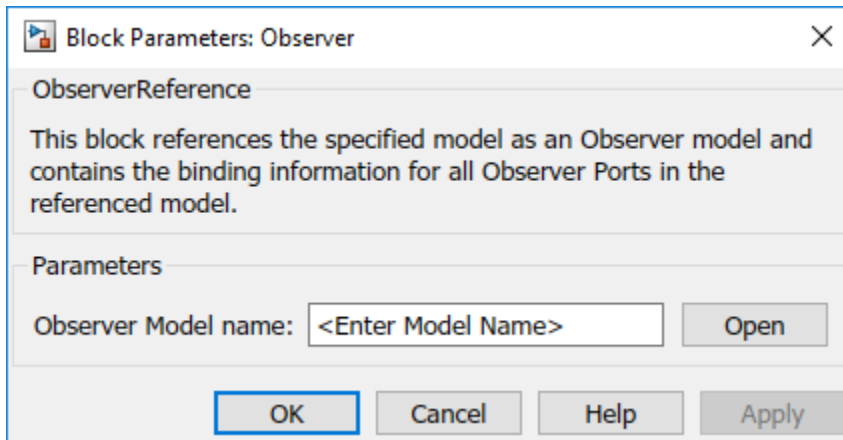 Block Parameters: Observer
ObserverReference
This block references the specified model as an Observer model and
contains the binding information for all Observer Ports in the
referenced model.
Parameters
Observer Model name: <Enter Model Name> Open
OK Cancel Help Apply